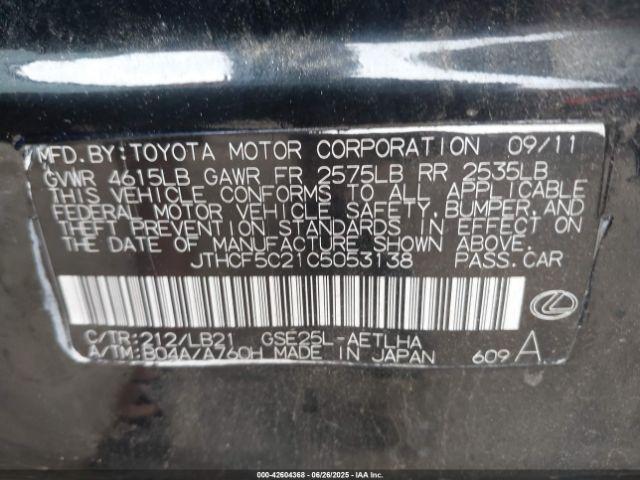 MFD.BY:TOYOTA MOTOR CORPORATION 09/11
GVWR 4615LB GAWR FR 2575LB RR 2535LB
THIS VEHICLE CONFORMS TO ALL APPLICABLE
FEDERAL MOTOR VEHICLE SAFETY, BUMPER, AND
THEFT PREVENTION STANDARDS IN EFFECT ON
THE DATE OF MANUFACTURE SHOWN ABOVE.
JTHCF5C21C5053138 PASS.CAR
C/TR:212/LB21 GSE25L-AETLHA
A/TM:B04A/A760H MADE IN JAPAN 609 A
000-42604368 06/26/2025 IAA Inc.